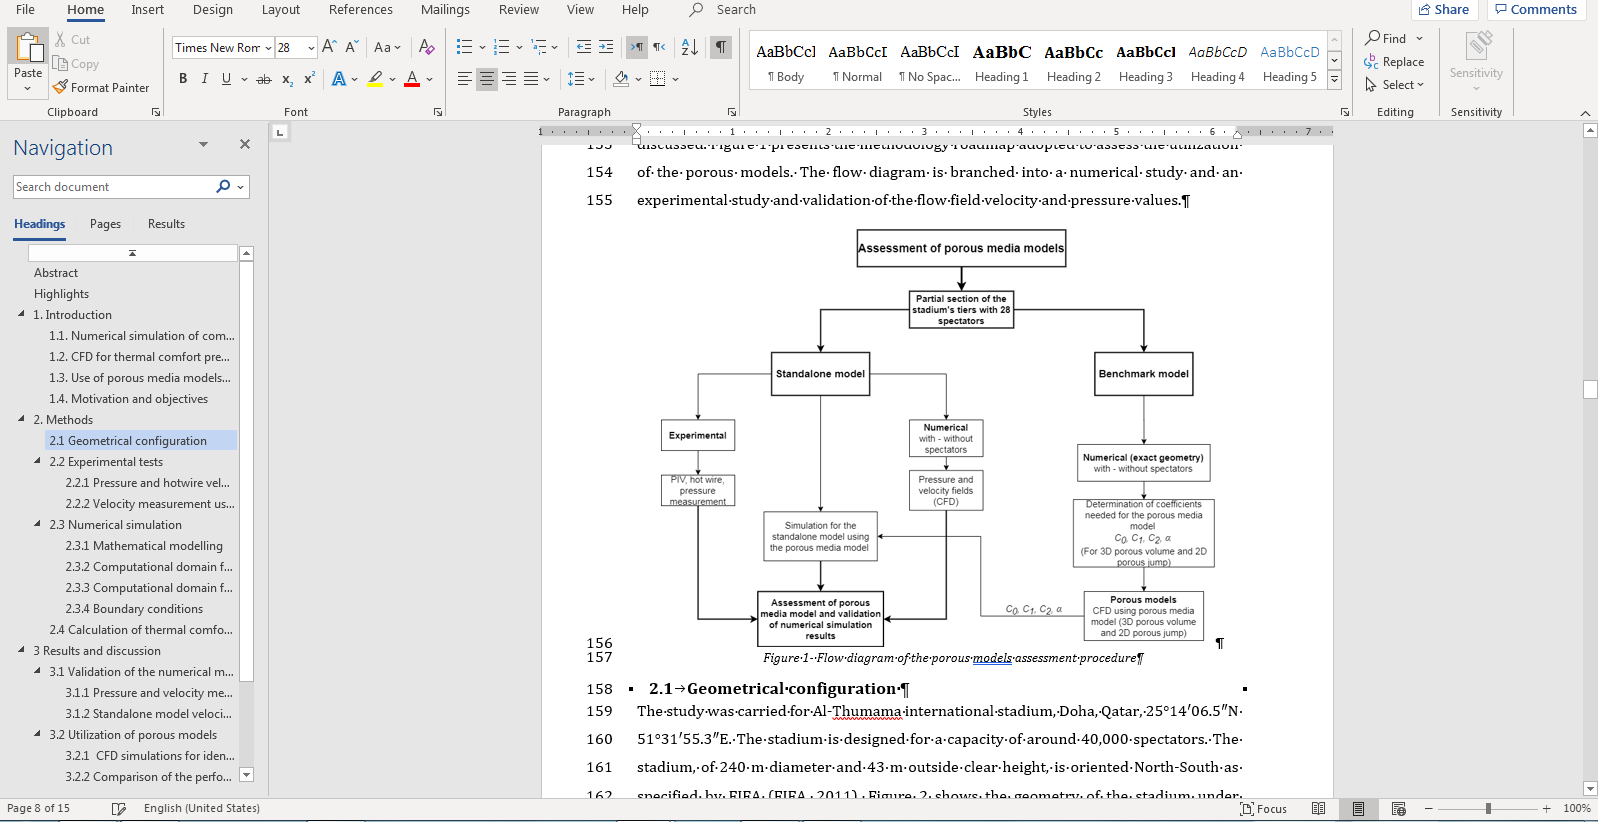 File Home Insert Design Layout References Mailings Review View Help Search Share Comments
Paste
Cut
Copy
Format Painter
Clipboard
Times New Ron 28
Font
Paragraph
AaBbCcI AaBbCcI AaBbCcI AaBbC AaBbCc AaBbCcI AaBbCcD AaBbCcD
¶ Body ¶ Normal ¶ No Spac... Heading 1 Heading 2 Heading 3 Heading 4 Heading 5
Styles
Find
Replace
Select
Editing
Sensitivity
Sensitivity
Navigation
Search document
Headings Pages Results
Abstract
Highlights
1. Introduction
1.1. Numerical simulation of com...
1.2. CFD for thermal comfort pre...
1.3. Use of porous media models...
1.4. Motivation and objectives
2. Methods
2.1 Geometrical configuration
2.2 Experimental tests
2.2.1 Pressure and hotwire vel...
2.2.2 Velocity measurement us...
2.3 Numerical simulation
2.3.1 Mathematical modelling
2.3.2 Computational domain f...
2.3.3 Computational domain f...
2.3.4 Boundary conditions
2.4 Calculation of thermal comfo...
3 Results and discussion
3.1 Validation of the numerical m...
3.1.1 Pressure and velocity me...
3.1.2 Standalone model veloci...
3.2 Utilization of porous models
3.2.1 CFD simulations for iden...
3.2.2 Comparison of the perfo...
1 1 2 3 4 5 6 7
153 discussed. Figure 1 presents the methodology roadmap adopted to assess the utilization
154 of the porous models. The flow diagram is branched into a numerical study and an
155 experimental study and validation of the flow field velocity and pressure values.¶
Assessment of porous media models
Partial section of the
stadium's tiers with 28
spectators
Standalone model
Benchmark model
Experimental
Numerical
with - without
spectators
Numerical (exact geometry)
with - without spectators
PIV, hot wire,
pressure
measurement
Pressure and
velocity fields
(CFD)
Determination of coefficients
needed for the porous media
model
C0, C1, C2, α
(For 3D porous volume and 2D
porous jump)
Simulation for the
standalone model using
the porous media model
Assessment of porous
media model and validation
of numerical simulation
results
C0, C1, C2, α
Porous models
CFD using porous media
model (3D porous volume
and 2D porous jump)
156 ¶
157 Figure 1- Flow diagram of the porous models assessment procedure¶
158 2.1→Geometrical configuration ¶
159 The study was carried for Al-Thumama international stadium, Doha, Qatar, 25°14′06.5″N
160 51°31′55.3″E. The stadium is designed for a capacity of around 40,000 spectators. The
161 stadium, of 240 m diameter and 43 m outside clear height, is oriented North-South as
162 specified by FIFA (FIFA, 2011). Figure 2 shows the geometry of the stadium under
Page 8 of 15 English (United States) Focus 100%